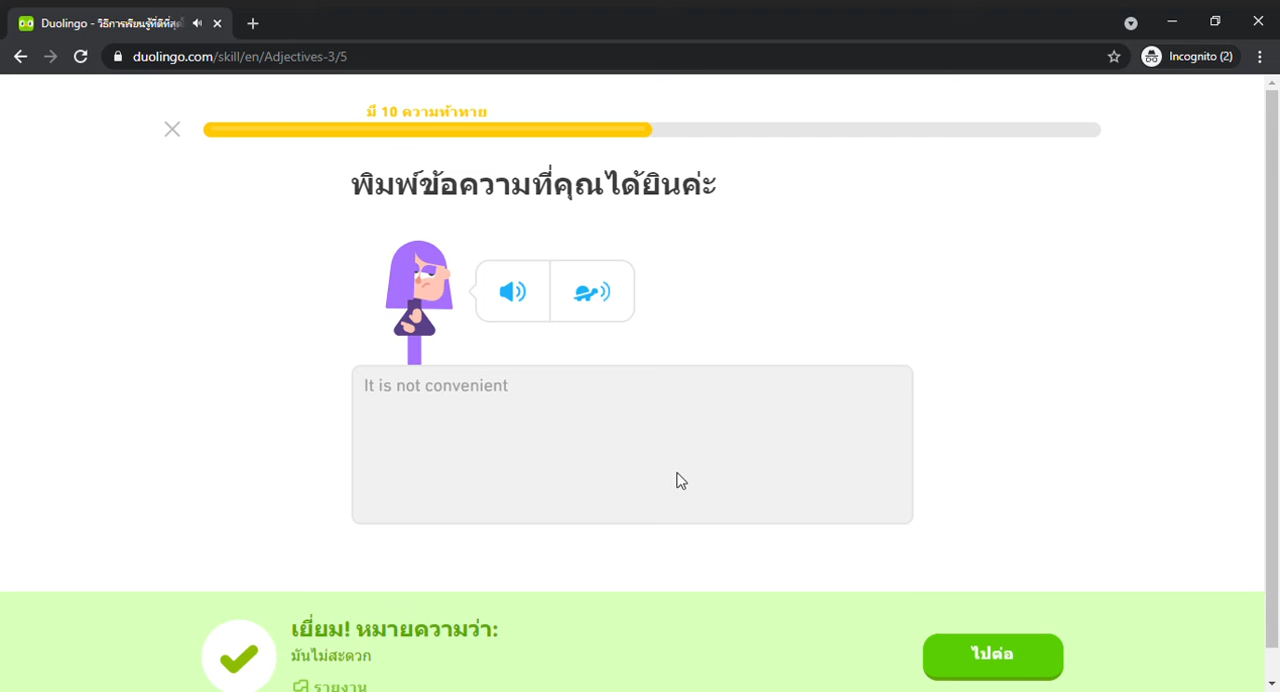 Duolingo - วิธีการเรียนรู้ที่ดีที่สุด
duolingo.com/skill/en/Adjectives-3/5
Incognito (2)
มี 10 ความท้าทาย
พิมพ์ข้อความที่คุณได้ยินค่ะ
It is not convenient
เยี่ยม! หมายความว่า:
มันไม่สะดวก
ไปต่อ
รายงาน